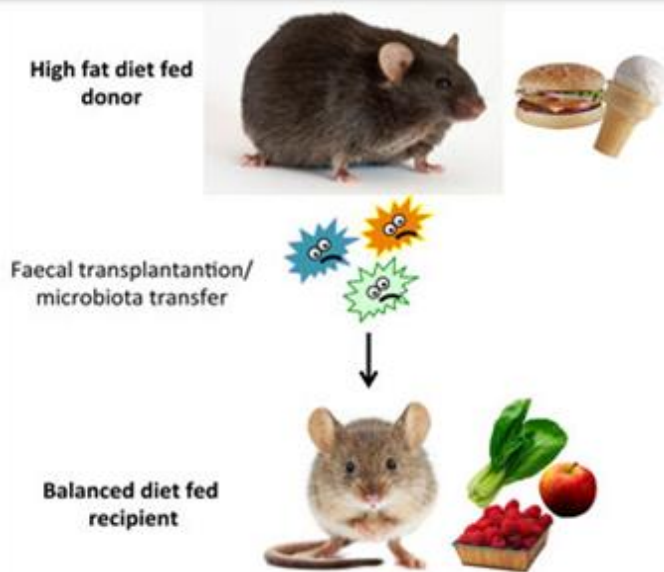 High fat diet fed
donor
Faecal transplantantion/
microbiota transfer
Balanced diet fed
recipient